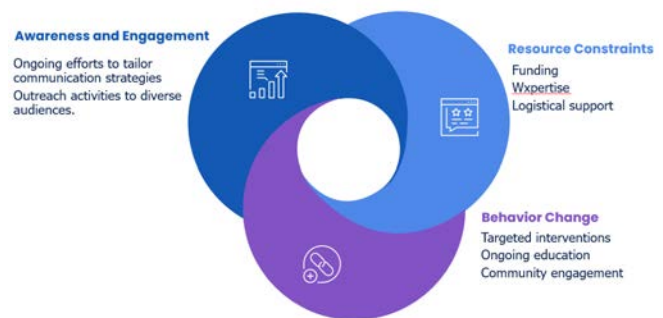 Awareness and Engagement
Ongoing efforts to tailor
communication strategies
Outreach activities to diverse
audiences.
Resource Constraints
Funding
Wxpertise
Logistical support
Behavior Change
Targeted interventions
Ongoing education
Community engagement